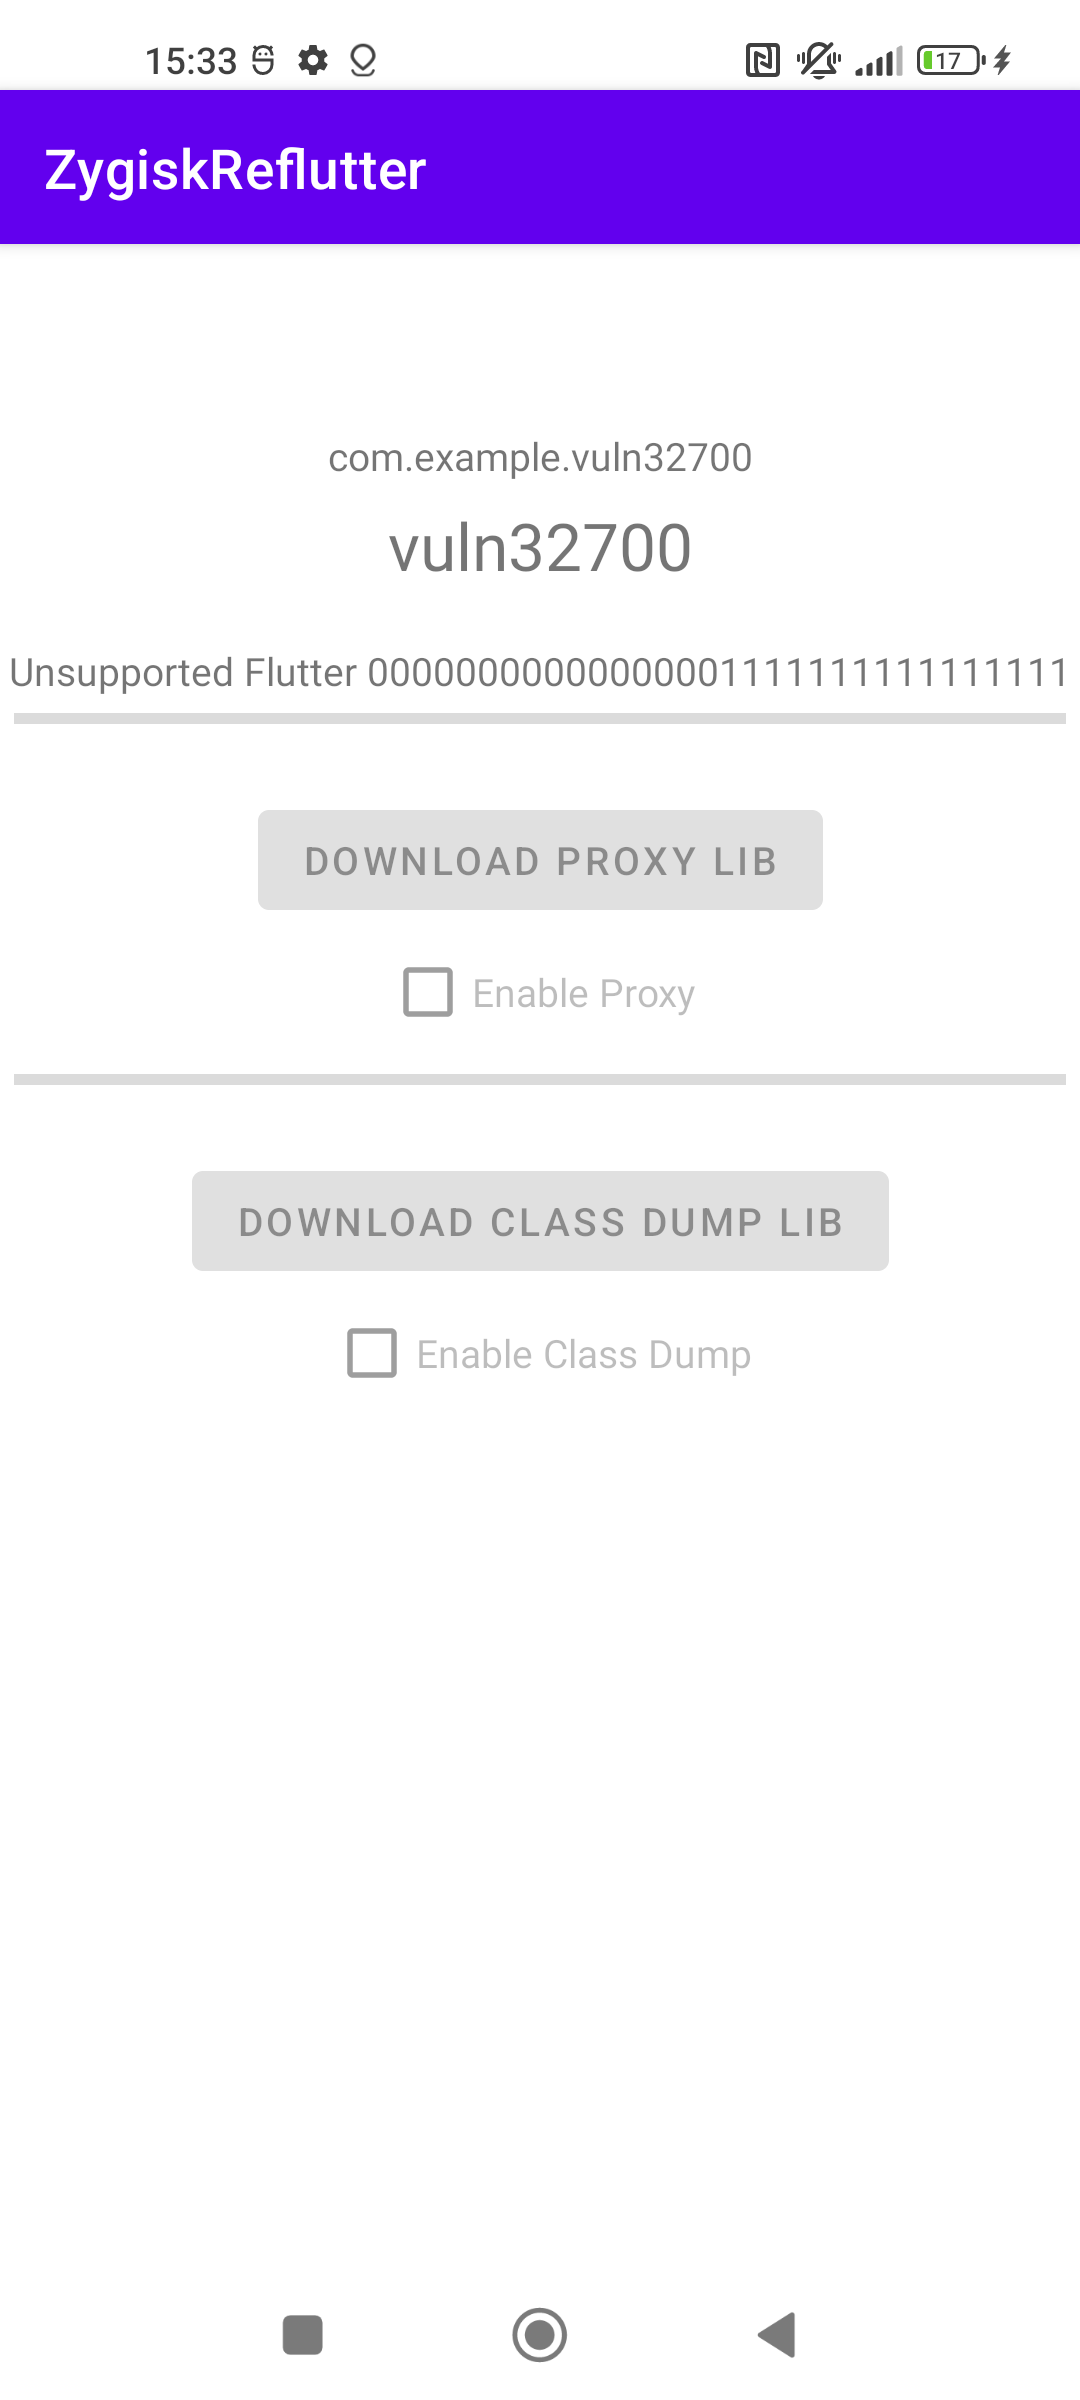 15:33
17
ZygiskReflutter
com.example.vuln32700
vuln32700
Unsupported Flutter 00000000000000001111111111111111
DOWNLOAD PROXY LIB
Enable Proxy
DOWNLOAD CLASS DUMP LIB
Enable Class Dump